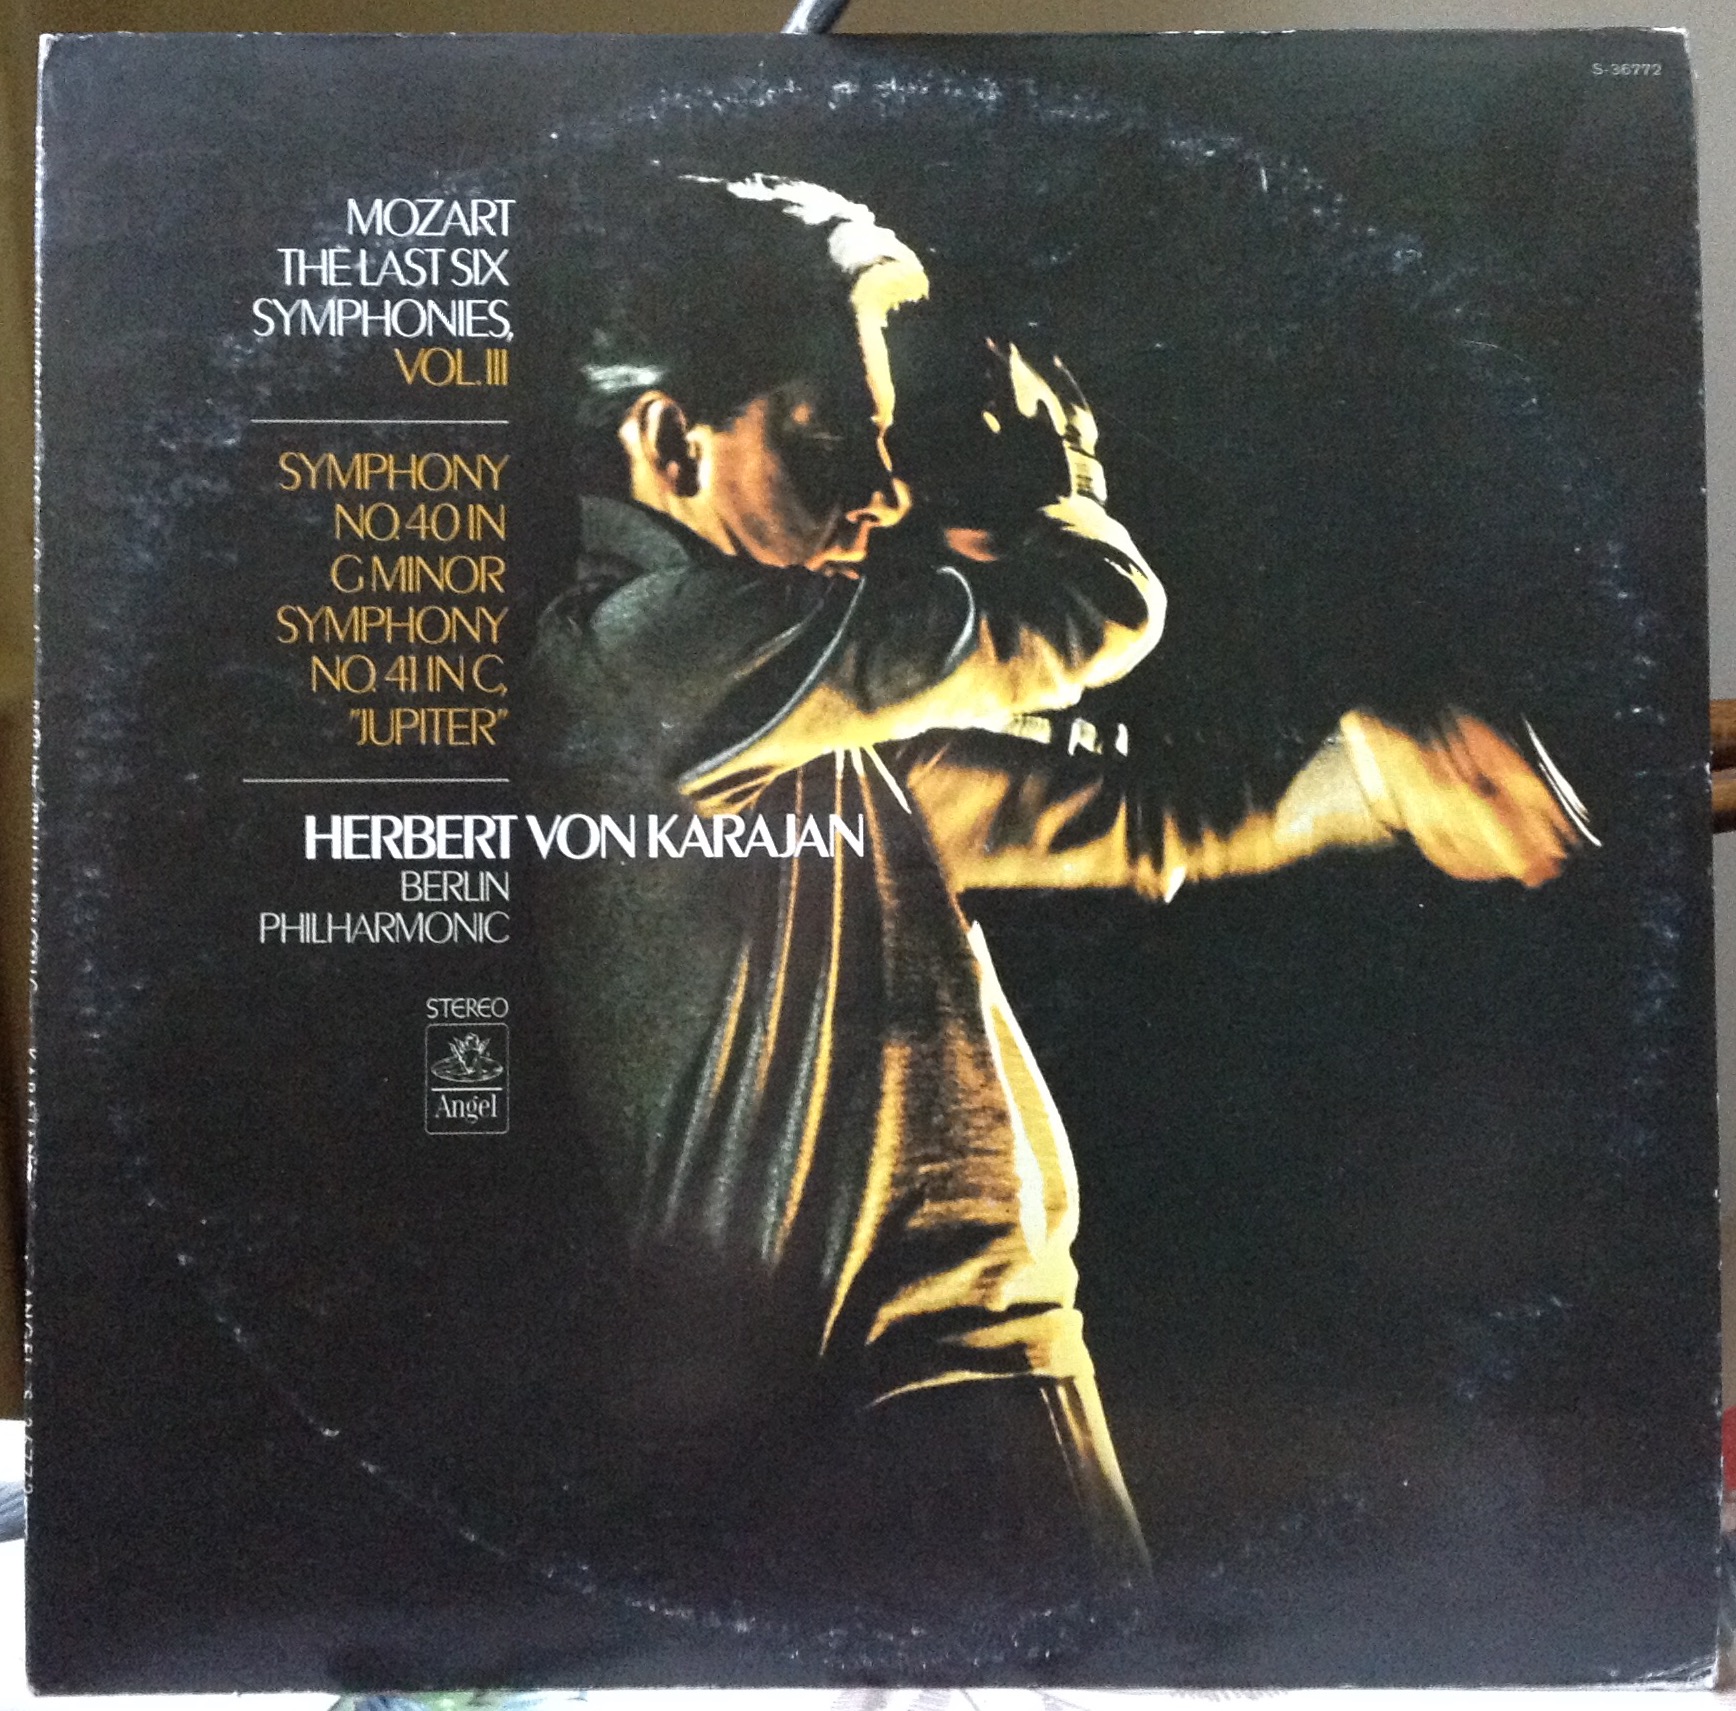 S-36772
MOZART
THE LAST SIX
SYMPHONIES,
VOL. III
SYMPHONY
NO. 40 IN
G MINOR
SYMPHONY
NO. 41 IN C,
"JUPITER"
HERBERT VON KARAJAN
BERLIN
PHILHARMONIC
STEREO
Angel